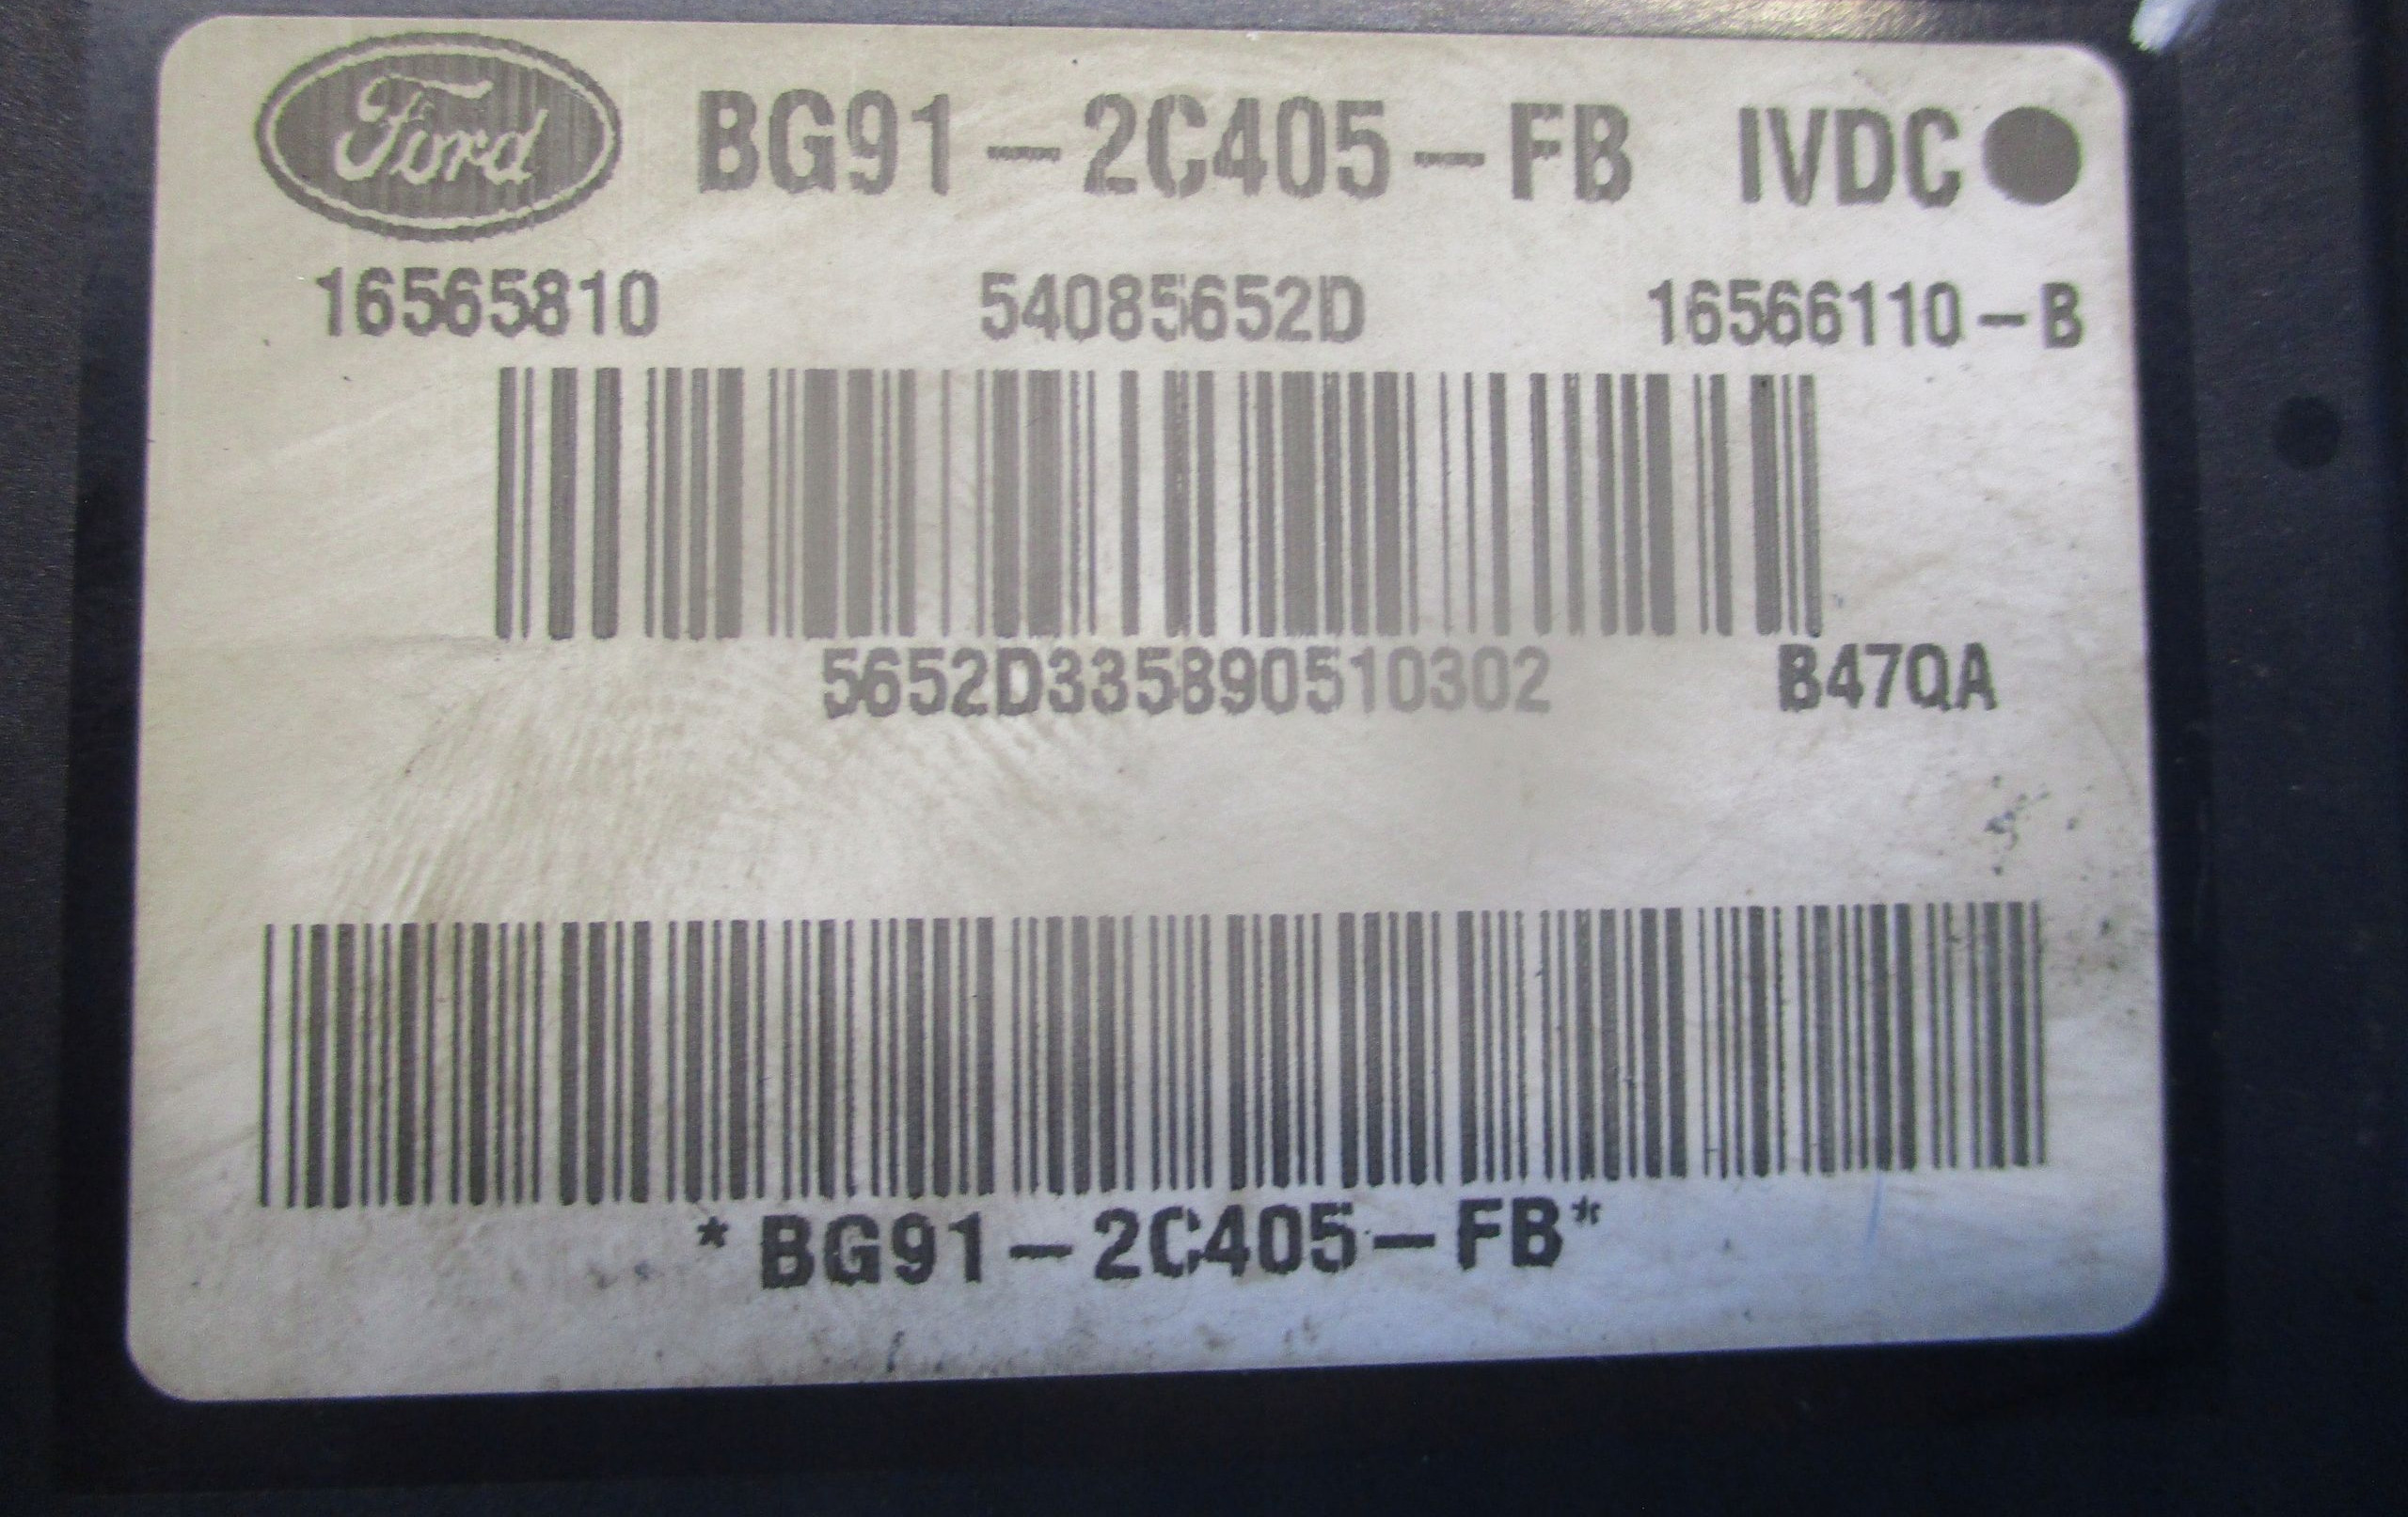 Ford BG91-2C405-FB IVDC
16565810 54085652D 16566110-B
5652D335890510302 B47QA
*BG91-2C405-FB*